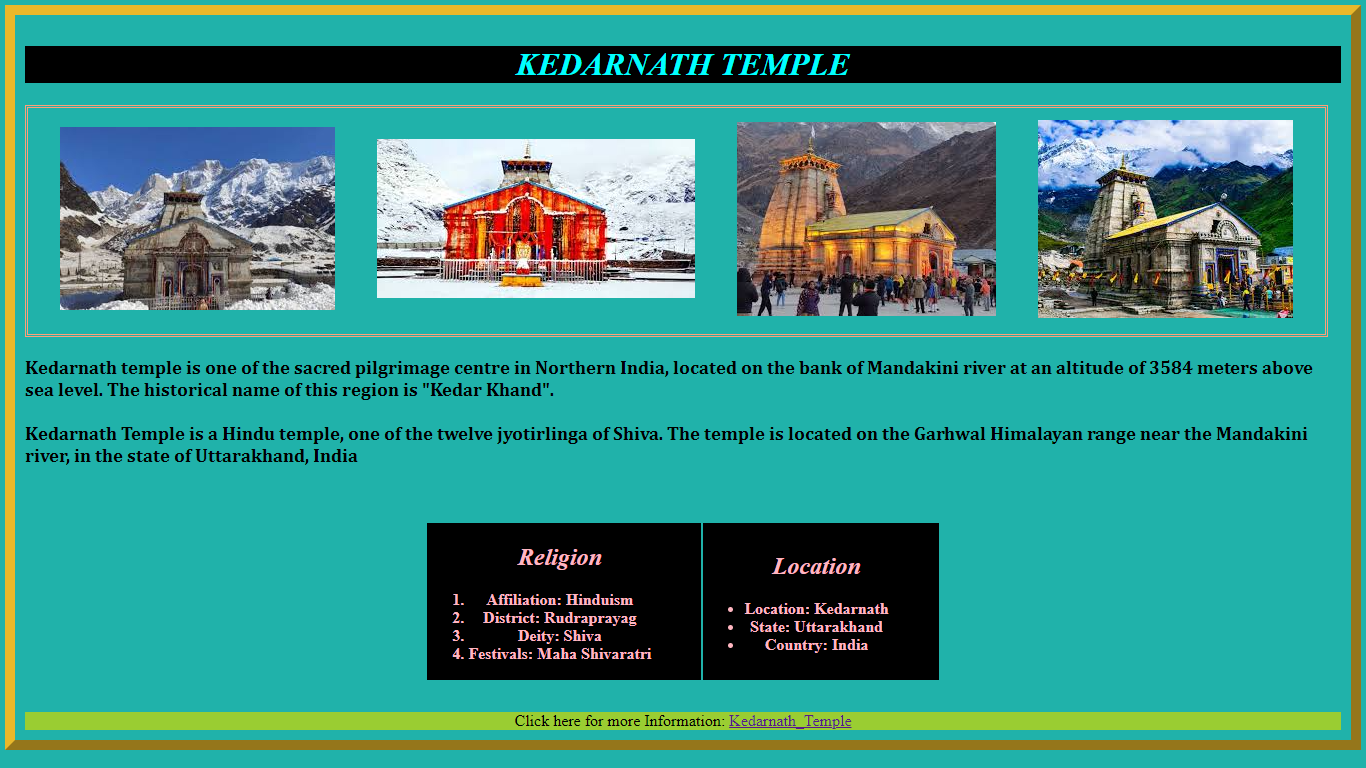 KEDARNATH TEMPLE
Kedarnath temple is one of the sacred pilgrimage centre in Northern India, located on the bank of Mandakini river at an altitude of 3584 meters above
sea level. The historical name of this region is "Kedar Khand".
Kedarnath Temple is a Hindu temple, one of the twelve jyotirlinga of Shiva. The temple is located on the Garhwal Himalayan range near the Mandakini
river, in the state of Uttarakhand, India
Religion
1. Affiliation: Hinduism
2. District: Rudraprayag
3. Deity: Shiva
4. Festivals: Maha Shivaratri
Location
• Location: Kedarnath
• State: Uttarakhand
• Country: India
Click here for more Information: Kedarnath_Temple